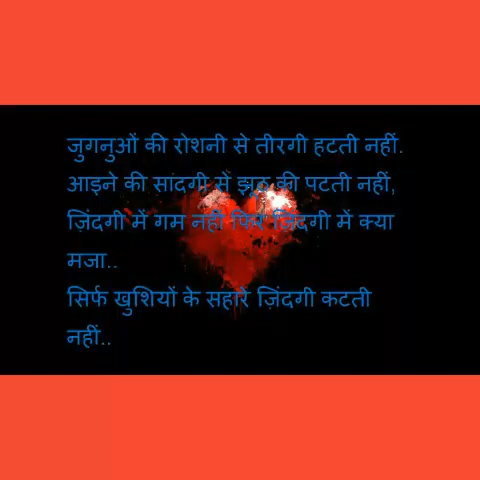 जुगनुओं की रोशनी से तीरगी हटती नहीं.
आइने की सांदगी से झूठ की पटती नहीं,
ज़िंदगी में गम नहीं फिर ज़िंदगी में क्या
मजा..
सिर्फ खुशियों के सहारे ज़िंदगी कटती
नहीं..